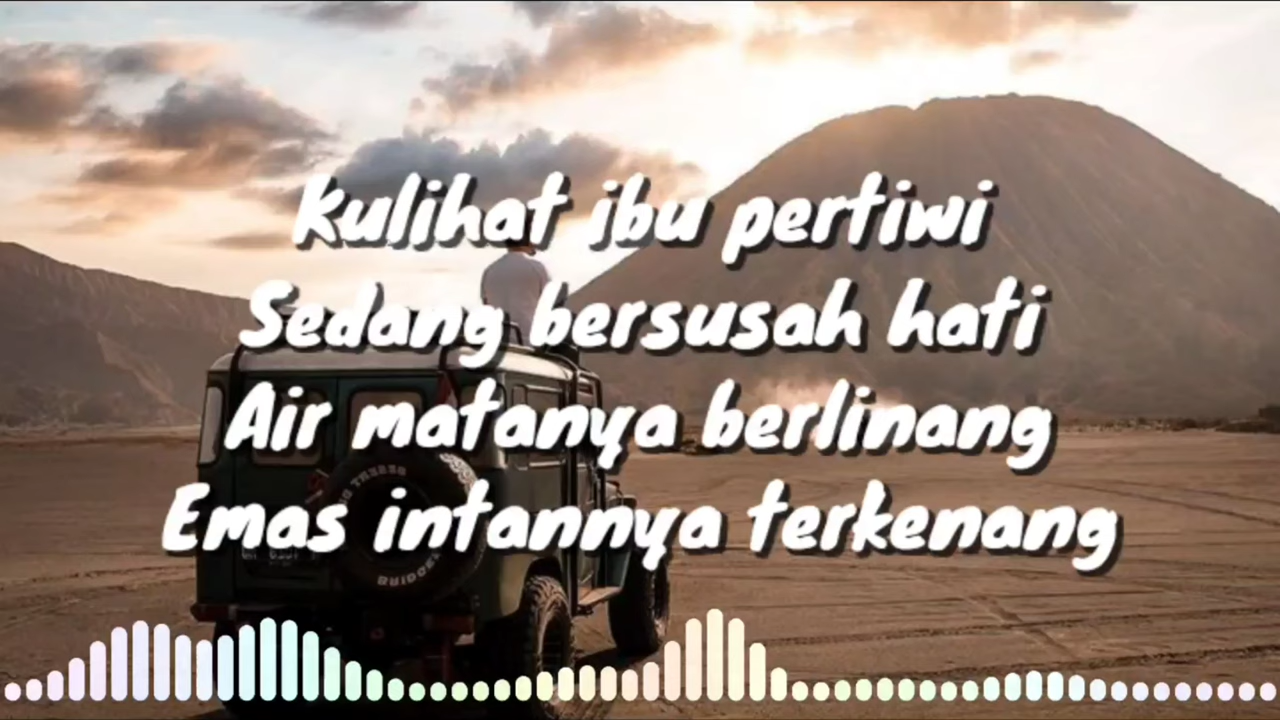 Kulihat ibu pertiwi
Sedang bersusah hati
Air matanya berlinang
Emas intannya terkenang